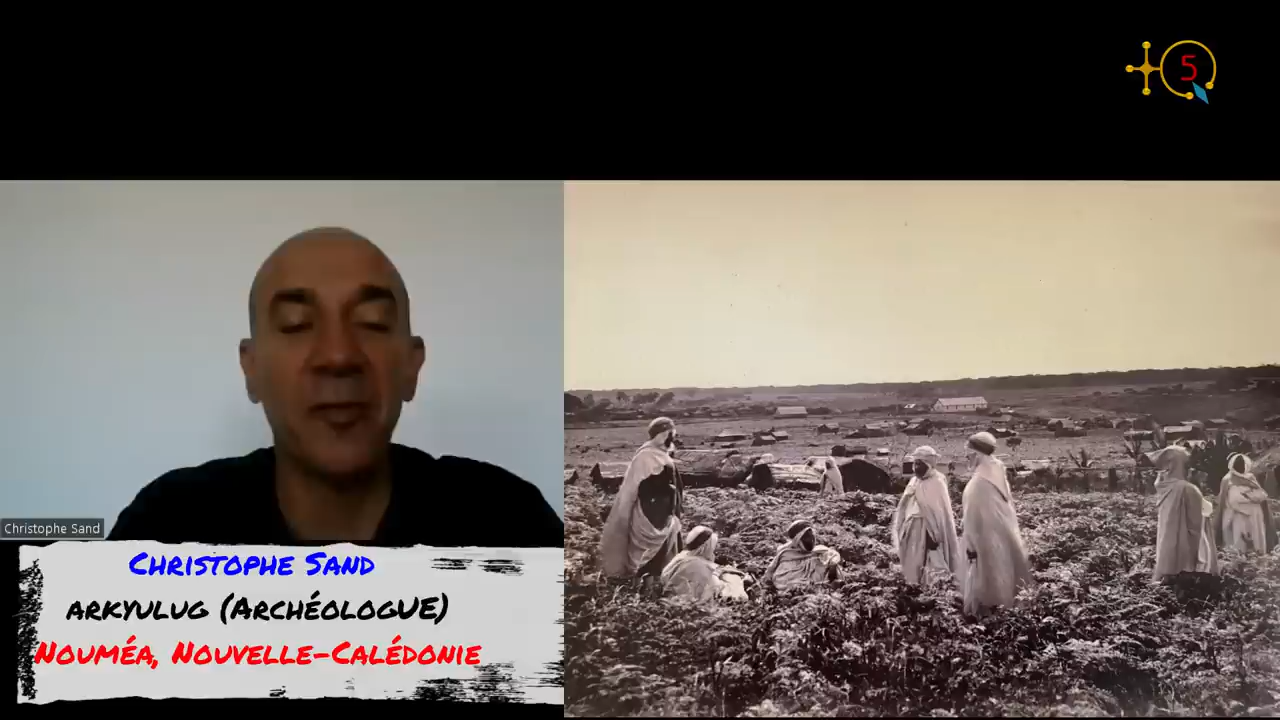 5
Christophe Sand
Christophe Sand
arkyulug (Archéologue)
Nouméa, Nouvelle-Calédonie